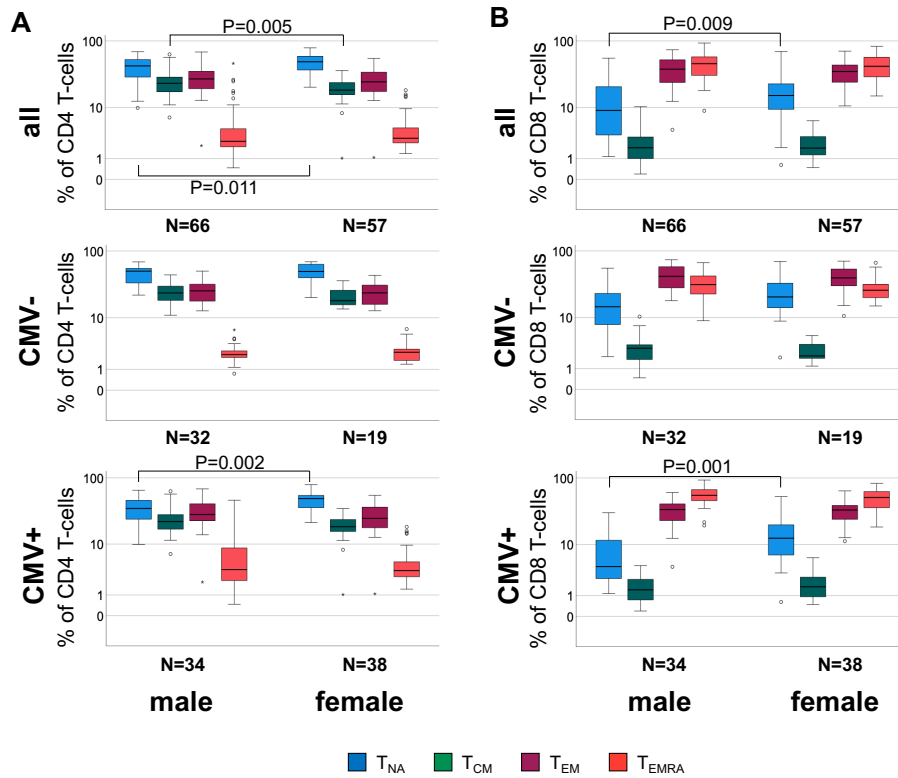 A
B
P=0.005
P=0.009
all
% of CD4 T-cells
100
10
1
0
P=0.011
N=66
N=57
all
% of CD8 T-cells
100
10
1
0
N=66
N=57
CMV-
% of CD4 T-cells
100
10
1
0
N=32
N=19
CMV-
% of CD8 T-cells
100
10
1
0
N=32
N=19
CMV+
% of CD4 T-cells
100
10
1
0
P=0.002
N=34
N=38
male
female
CMV+
% of CD8 T-cells
100
10
1
0
P=0.001
N=34
N=38
male
female
TNA TCM TEM TEMRA